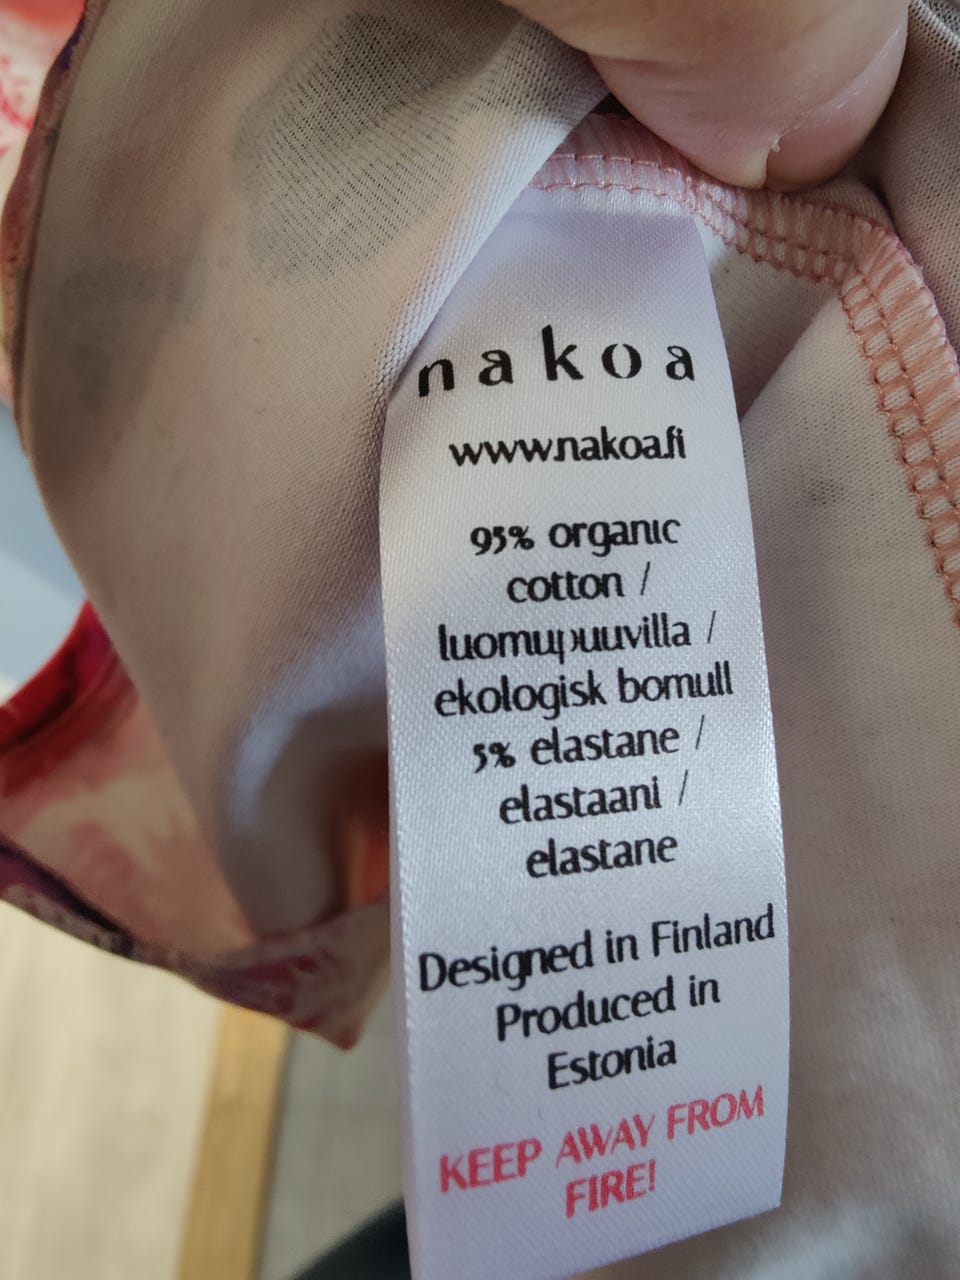 nakoa
www.nakoa.fi
95% organic
cotton /
luomupuuvilla /
ekologisk bomull
5% elastane /
elastaani /
elastane
Designed in Finland
Produced in
Estonia
KEEP AWAY FROM
FIRE!